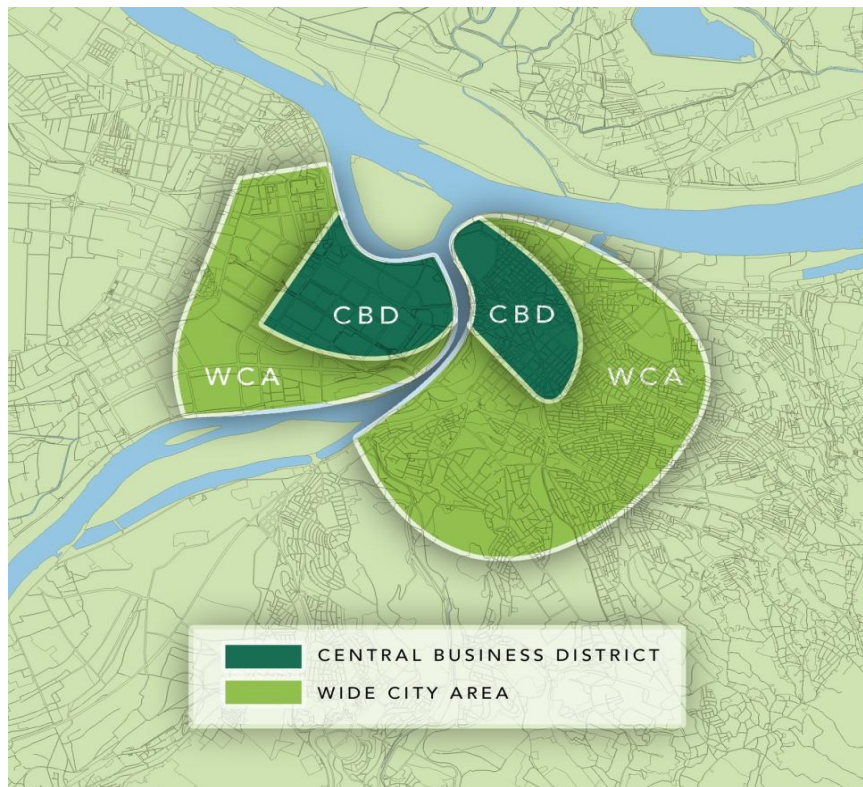 CBD
CBD
WCA
WCA
CENTRAL BUSINESS DISTRICT
WIDE CITY AREA